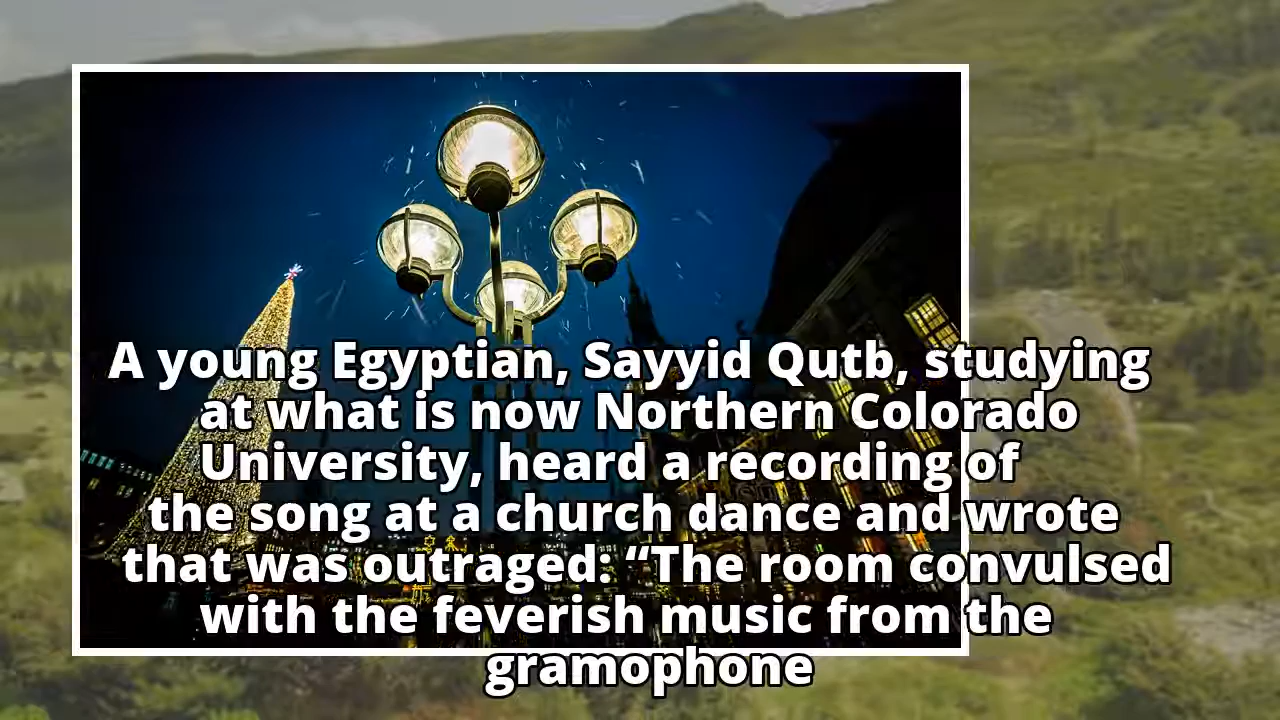 A young Egyptian, Sayyid Qutb, studying
at what is now Northern Colorado
University, heard a recording of
the song at a church dance and wrote
that was outraged: “The room convulsed
with the feverish music from the
gramophone